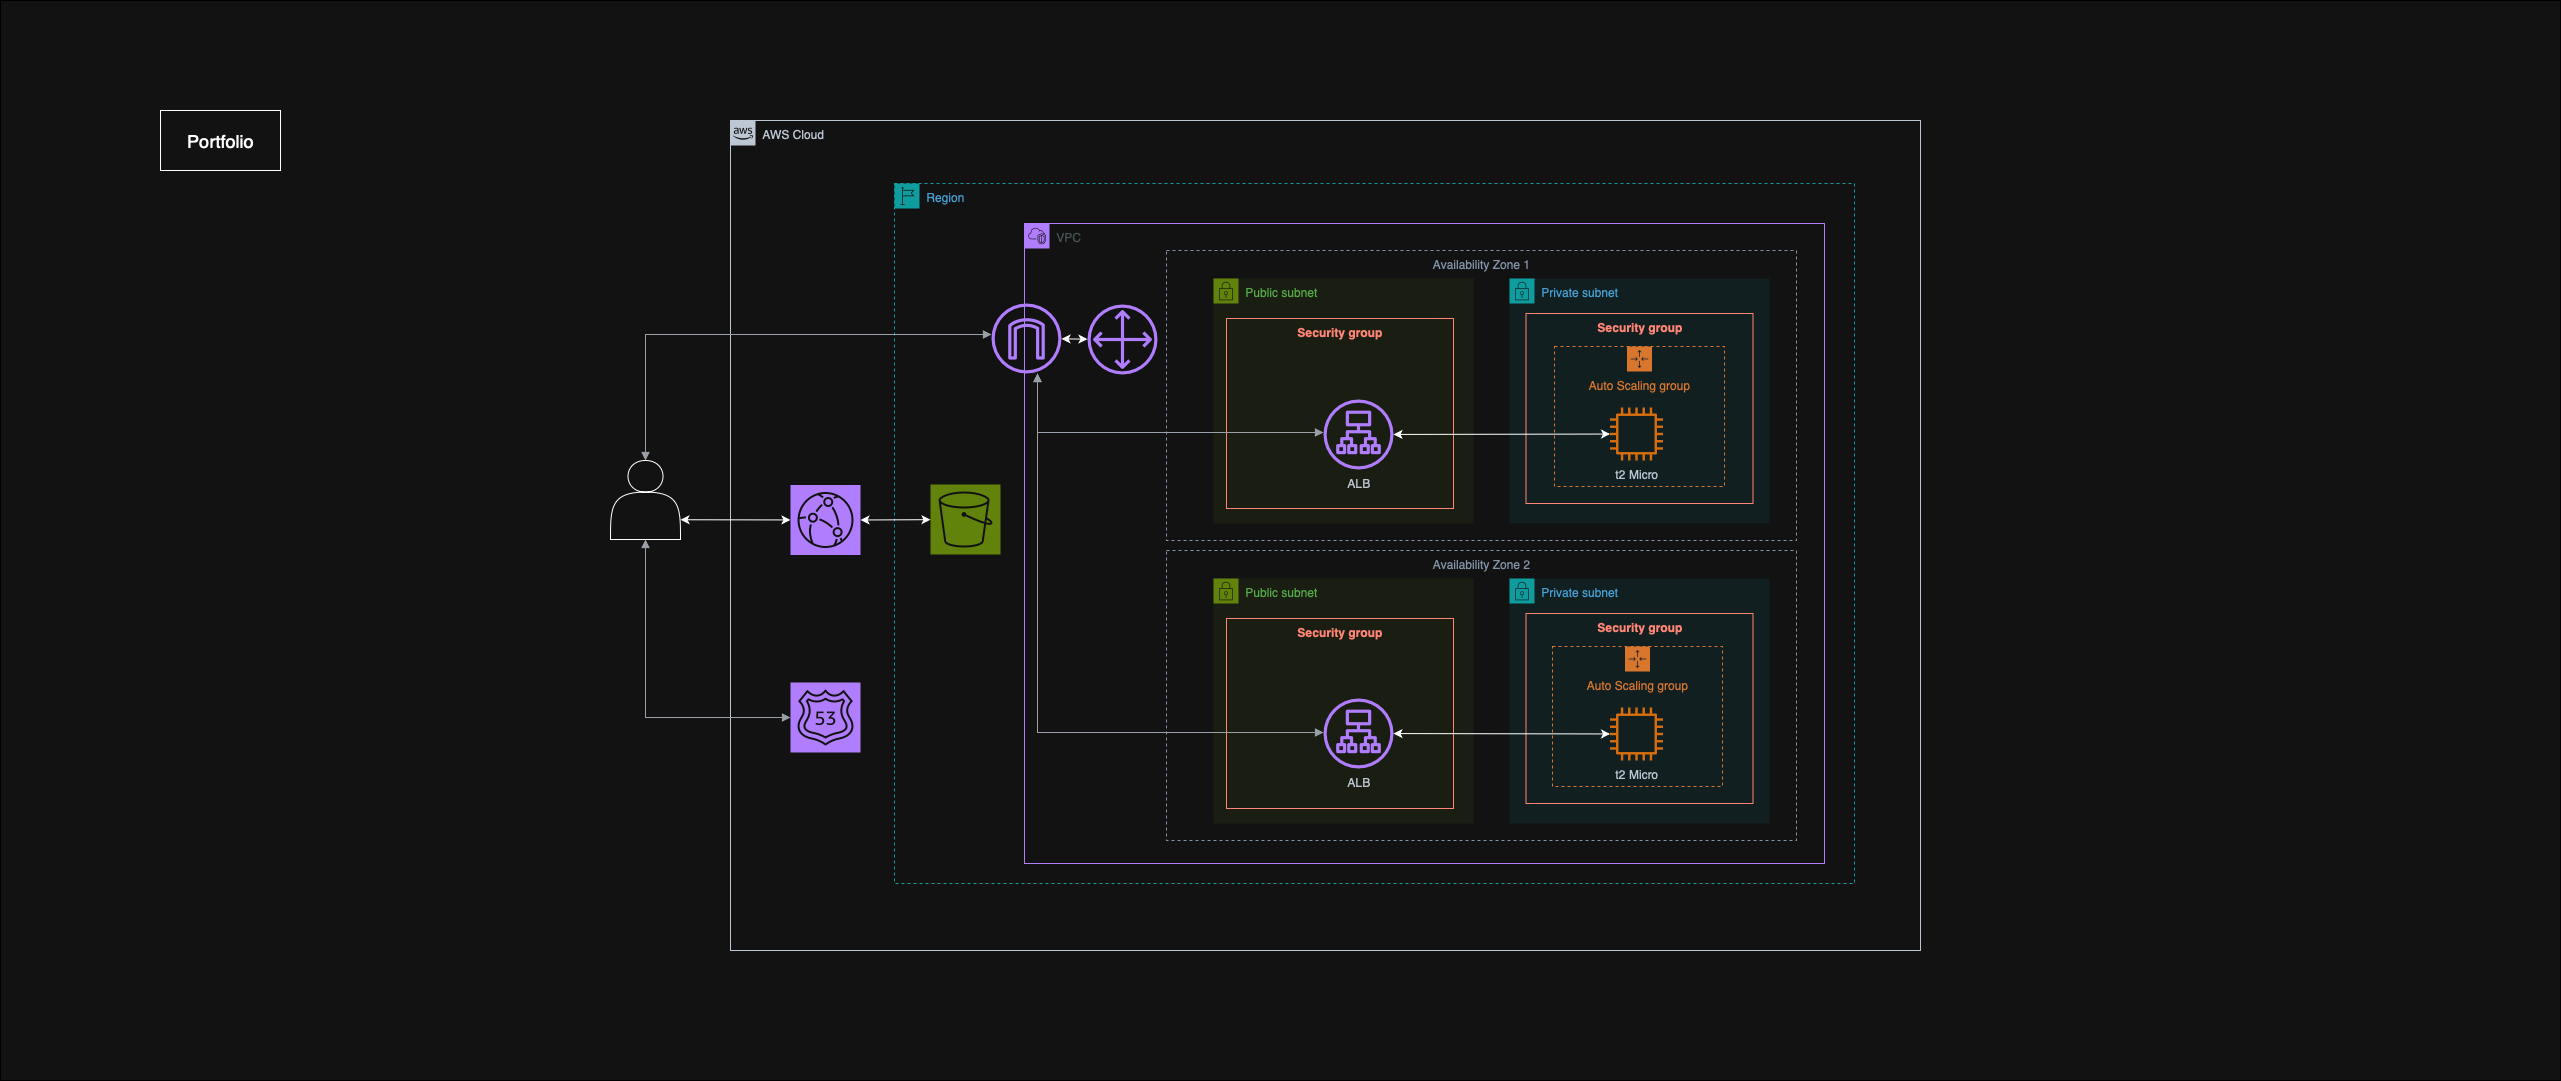 Portfolio
aws
AWS Cloud
Region
VPC
Availability Zone 1
Public subnet
Private subnet
Security group
Security group
Auto Scaling group
ALB
t2 Micro
Availability Zone 2
Public subnet
Private subnet
Security group
Security group
Auto Scaling group
ALB
t2 Micro
53